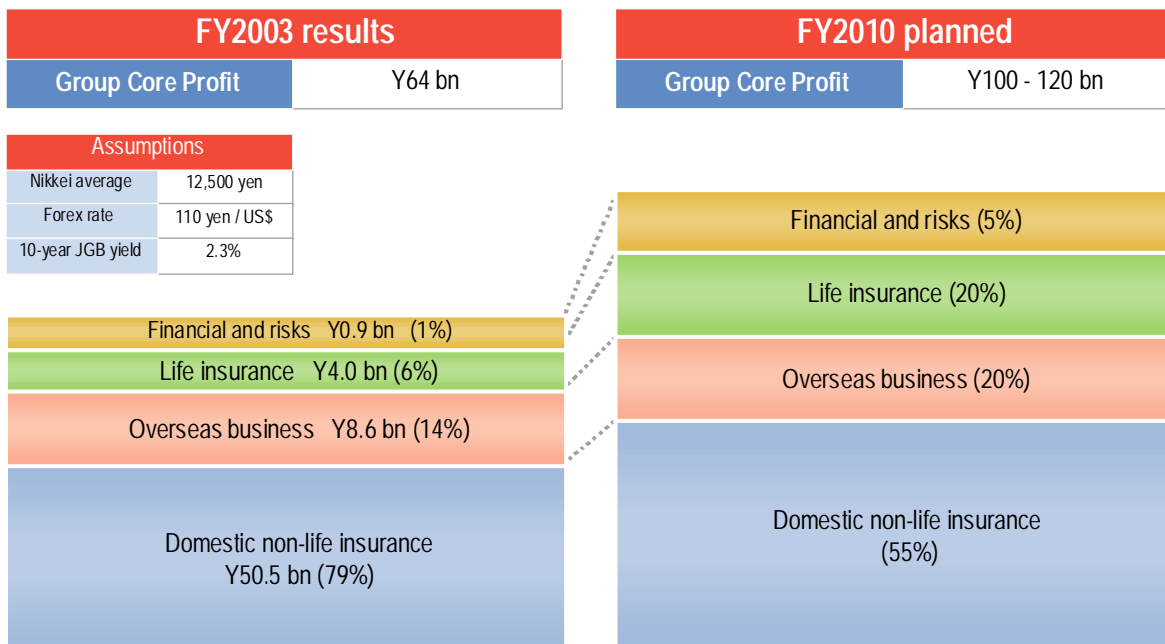 FY2003 results
Group Core Profit Y64 bn
Assumptions
Nikkei average 12,500 yen
Forex rate 110 yen / US$
10-year JGB yield 2.3%
Financial and risks Y0.9 bn (1%)
Life insurance Y4.0 bn (6%)
Overseas business Y8.6 bn (14%)
Domestic non-life insurance
Y50.5 bn (79%)
FY2010 planned
Group Core Profit Y100 - 120 bn
Financial and risks (5%)
Life insurance (20%)
Overseas business (20%)
Domestic non-life insurance
(55%)